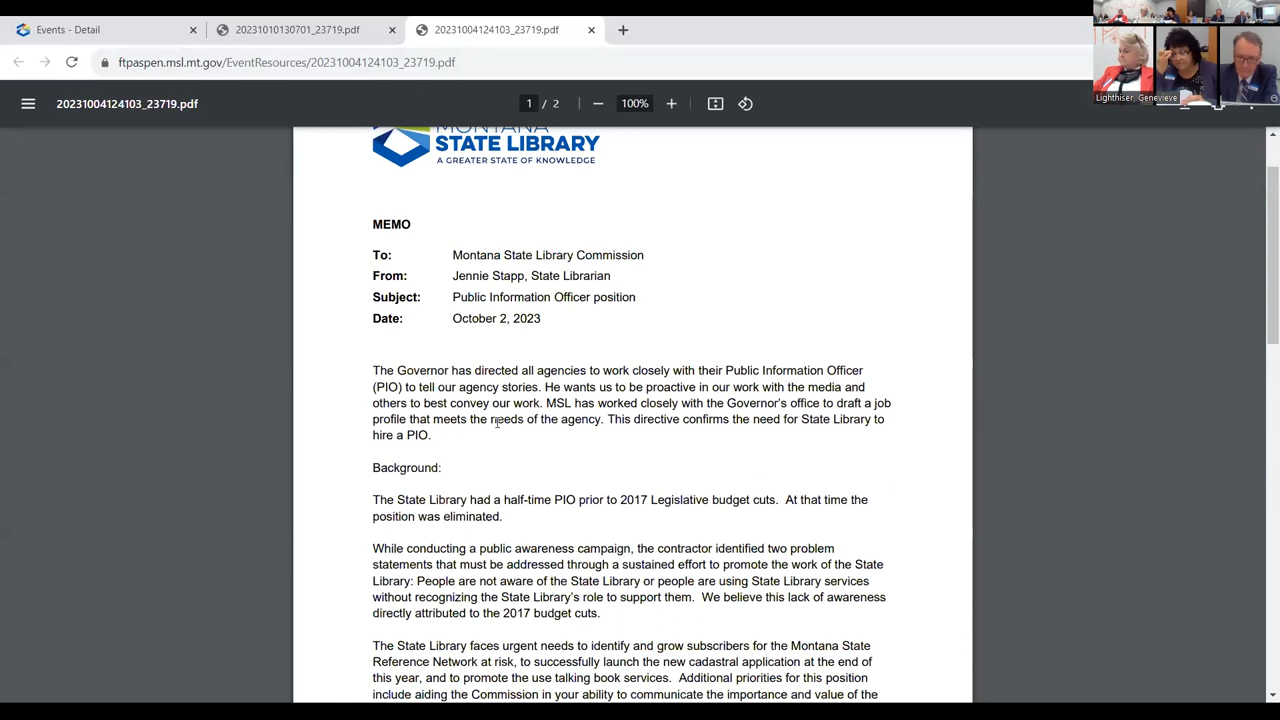 Events - Detail
20231010130701_23719.pdf
20231004124103_23719.pdf
ftpaspen.msl.mt.gov/EventResources/20231004124103_23719.pdf
Lighthiser, Genevieve
20231004124103_23719.pdf
1 / 2
100%
MONTANA
STATE LIBRARY
A GREATER STATE OF KNOWLEDGE
MEMO
To: Montana State Library Commission
From: Jennie Stapp, State Librarian
Subject: Public Information Officer position
Date: October 2, 2023
The Governor has directed all agencies to work closely with their Public Information Officer
(PIO) to tell our agency stories. He wants us to be proactive in our work with the media and
others to best convey our work. MSL has worked closely with the Governor's office to draft a job
profile that meets the needs of the agency. This directive confirms the need for State Library to
hire a PIO.
Background:
The State Library had a half-time PIO prior to 2017 Legislative budget cuts. At that time the
position was eliminated.
While conducting a public awareness campaign, the contractor identified two problem
statements that must be addressed through a sustained effort to promote the work of the State
Library: People are not aware of the State Library or people are using State Library services
without recognizing the State Library's role to support them. We believe this lack of awareness
directly attributed to the 2017 budget cuts.
The State Library faces urgent needs to identify and grow subscribers for the Montana State
Reference Network at risk, to successfully launch the new cadastral application at the end of
this year, and to promote the use talking book services. Additional priorities for this position
include aiding the Commission in your ability to communicate the importance and value of the